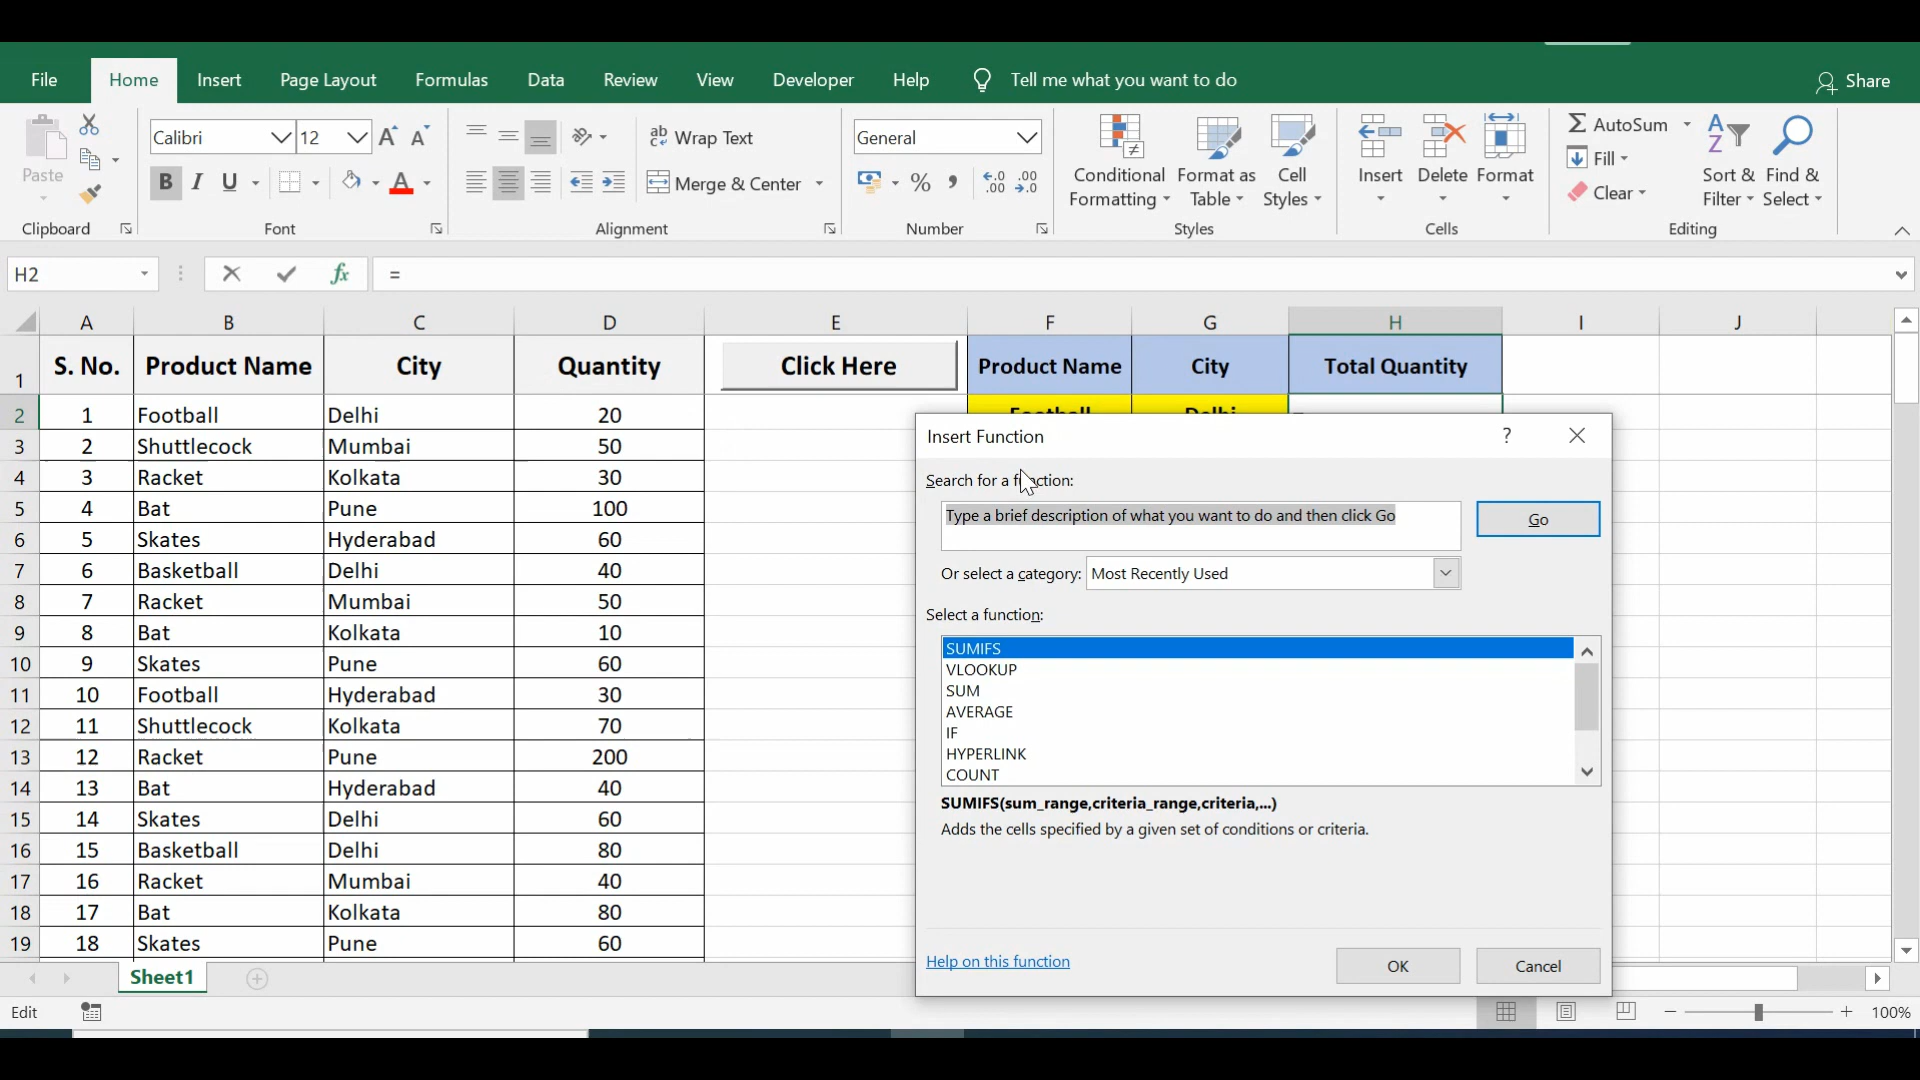 File Home Insert Page Layout Formulas Data Review View Developer Help Tell me what you want to do Share
Paste
Clipboard
Calibri 12
B I U A
Font
ab Wrap Text
Merge & Center
Alignment
General
% , .00 .00
Number
Conditional Formatting
Format as Table
Cell Styles
Styles
Insert Delete Format
Cells
Σ AutoSum
Fill
Clear
Sort & Filter
Find & Select
Editing
H2 fx =
A B C D E F G H I J
1 S. No. Product Name City Quantity Click Here Product Name City Total Quantity
2 1 Football Delhi 20 Football Delhi
3 2 Shuttlecock Mumbai 50
4 3 Racket Kolkata 30
5 4 Bat Pune 100
6 5 Skates Hyderabad 60
7 6 Basketball Delhi 40
8 7 Racket Mumbai 50
9 8 Bat Kolkata 10
10 9 Skates Pune 60
11 10 Football Hyderabad 30
12 11 Shuttlecock Kolkata 70
13 12 Racket Pune 200
14 13 Bat Hyderabad 40
15 14 Skates Delhi 60
16 15 Basketball Delhi 80
17 16 Racket Mumbai 40
18 17 Bat Kolkata 80
19 18 Skates Pune 60
Insert Function ?
Search for a function:
Type a brief description of what you want to do and then click Go
Go
Or select a category: Most Recently Used
Select a function:
SUMIFS
VLOOKUP
SUM
AVERAGE
IF
HYPERLINK
COUNT
SUMIFS(sum_range,criteria_range,criteria,...)
Adds the cells specified by a given set of conditions or criteria.
Help on this function
OK Cancel
Sheet1
Edit 100%